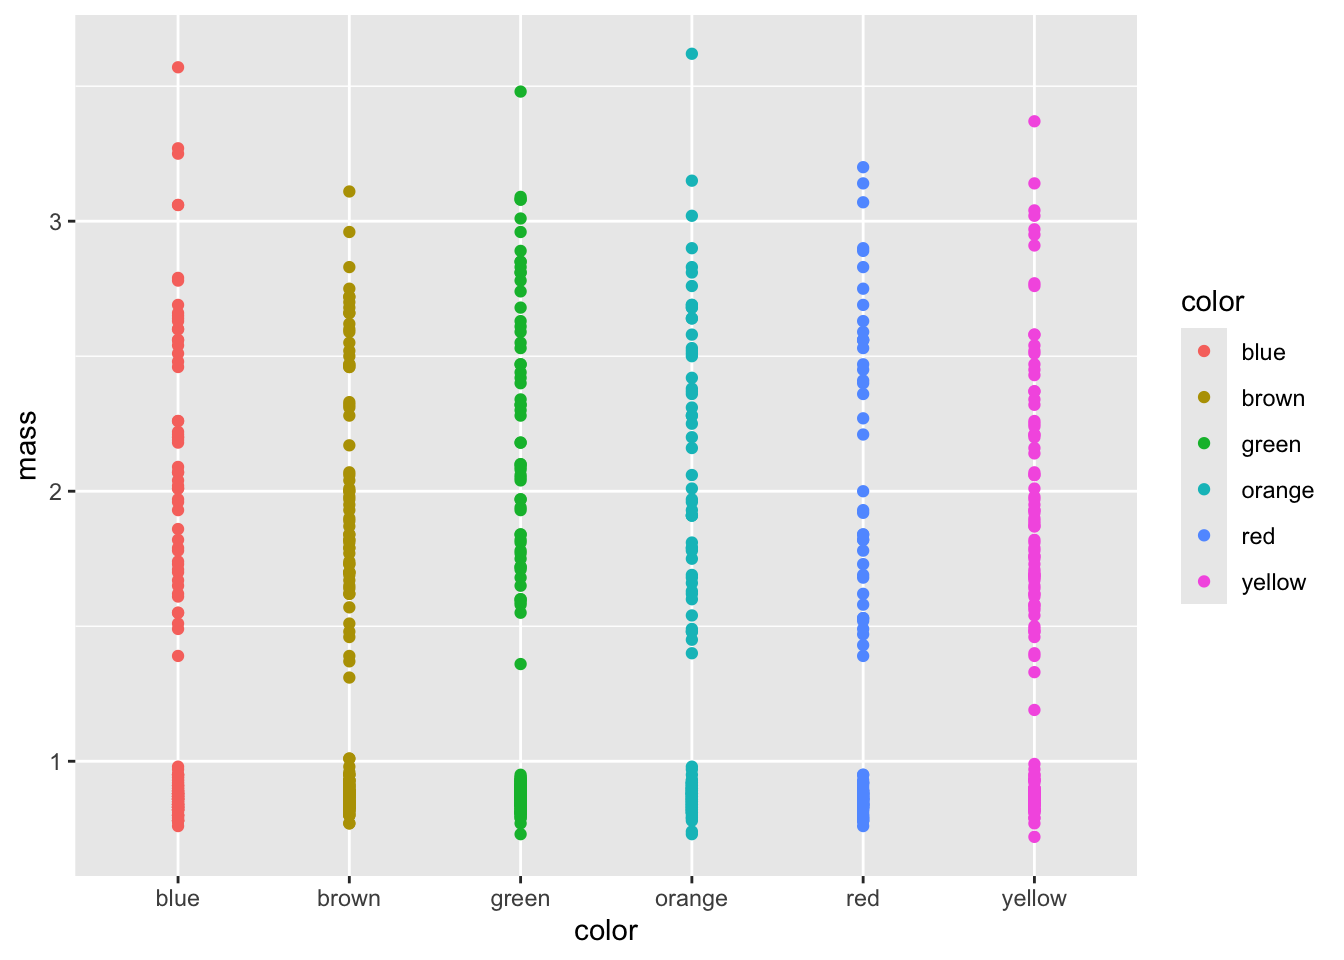 3
2
1
mass
blue brown green orange red yellow
color
color
blue
brown
green
orange
red
yellow